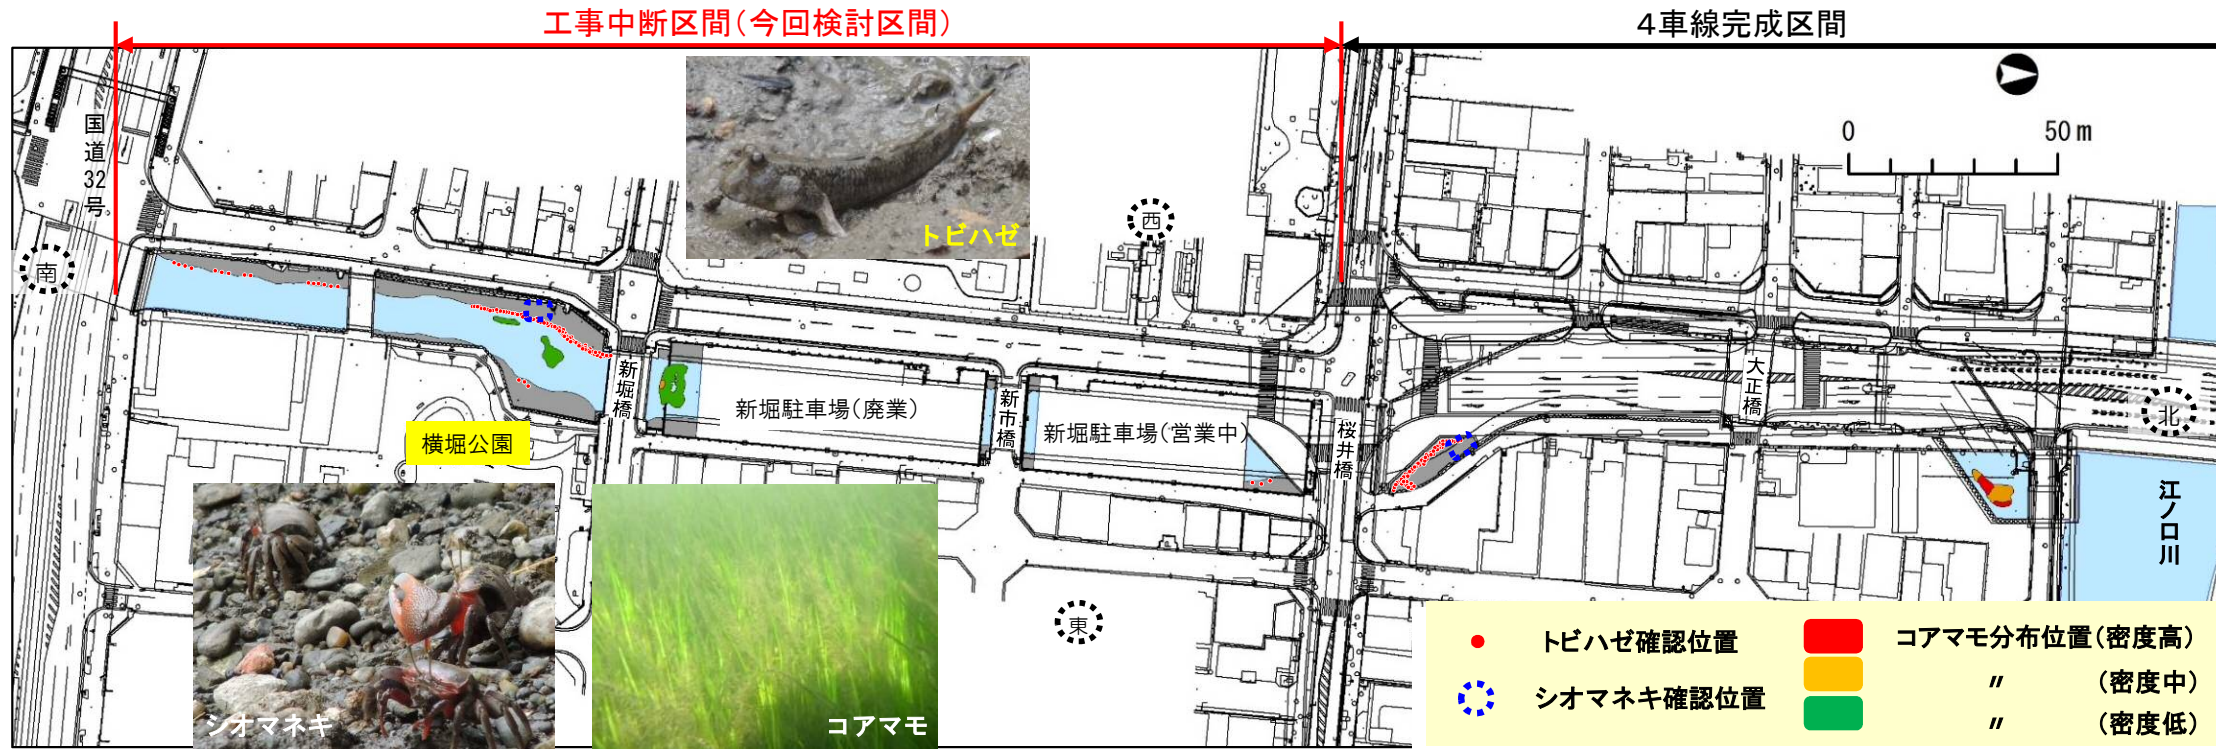 工事中断区間(今回検討区間)
4車線完成区間
国道32号
0 50m
トビハゼ
西
南
新堀橋
新堀駐車場(廃業)
新市橋
新堀駐車場(営業中)
桜井橋
大正橋
北
横堀公園
江ノ口川
東
シオマネキ
コアマモ
トビハゼ確認位置
シオマネキ確認位置
コアマモ分布位置(密度高)
〃 (密度中)
〃 (密度低)